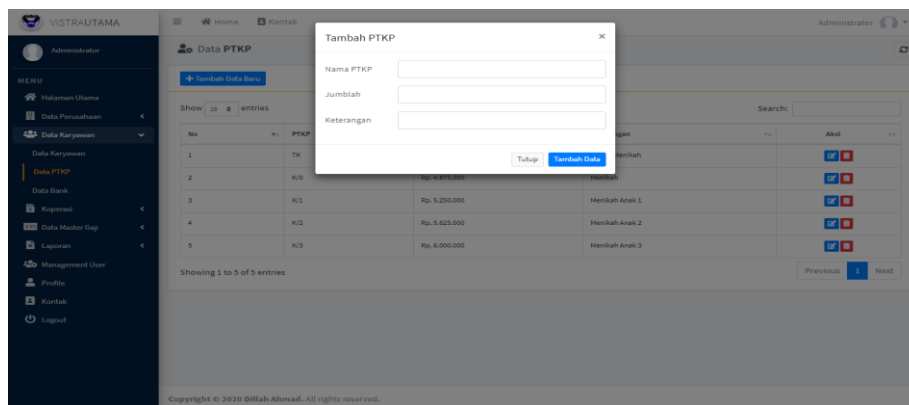 VISTRAUTAMA
Home Kontak
Administrator
Administrator
MENU
Halaman Utama
Data Perusahaan
Data Karyawan
Data Karyawan
Data PTKP
Data Bank
Koperasi
Data Master Gaji
Laporan
Management User
Profile
Kontak
Logout
Data PTKP
+ Tambah Data Baru
Show 10 entries
Search:
No PTKP Aksi
1 TK Menikah
2 K/0 Rp. 4.875.000 Menikah
3 K/1 Rp. 5.250.000 Menikah Anak 1
4 K/2 Rp. 5.625.000 Menikah Anak 2
5 K/3 Rp. 6.000.000 Menikah Anak 3
Showing 1 to 5 of 5 entries
Previous 1 Next
Tambah PTKP ×
Nama PTKP
Jumblah
Keterangan
Tutup Tambah Data
Copyright © 2020 Dillah Ahmad. All rights reserved.